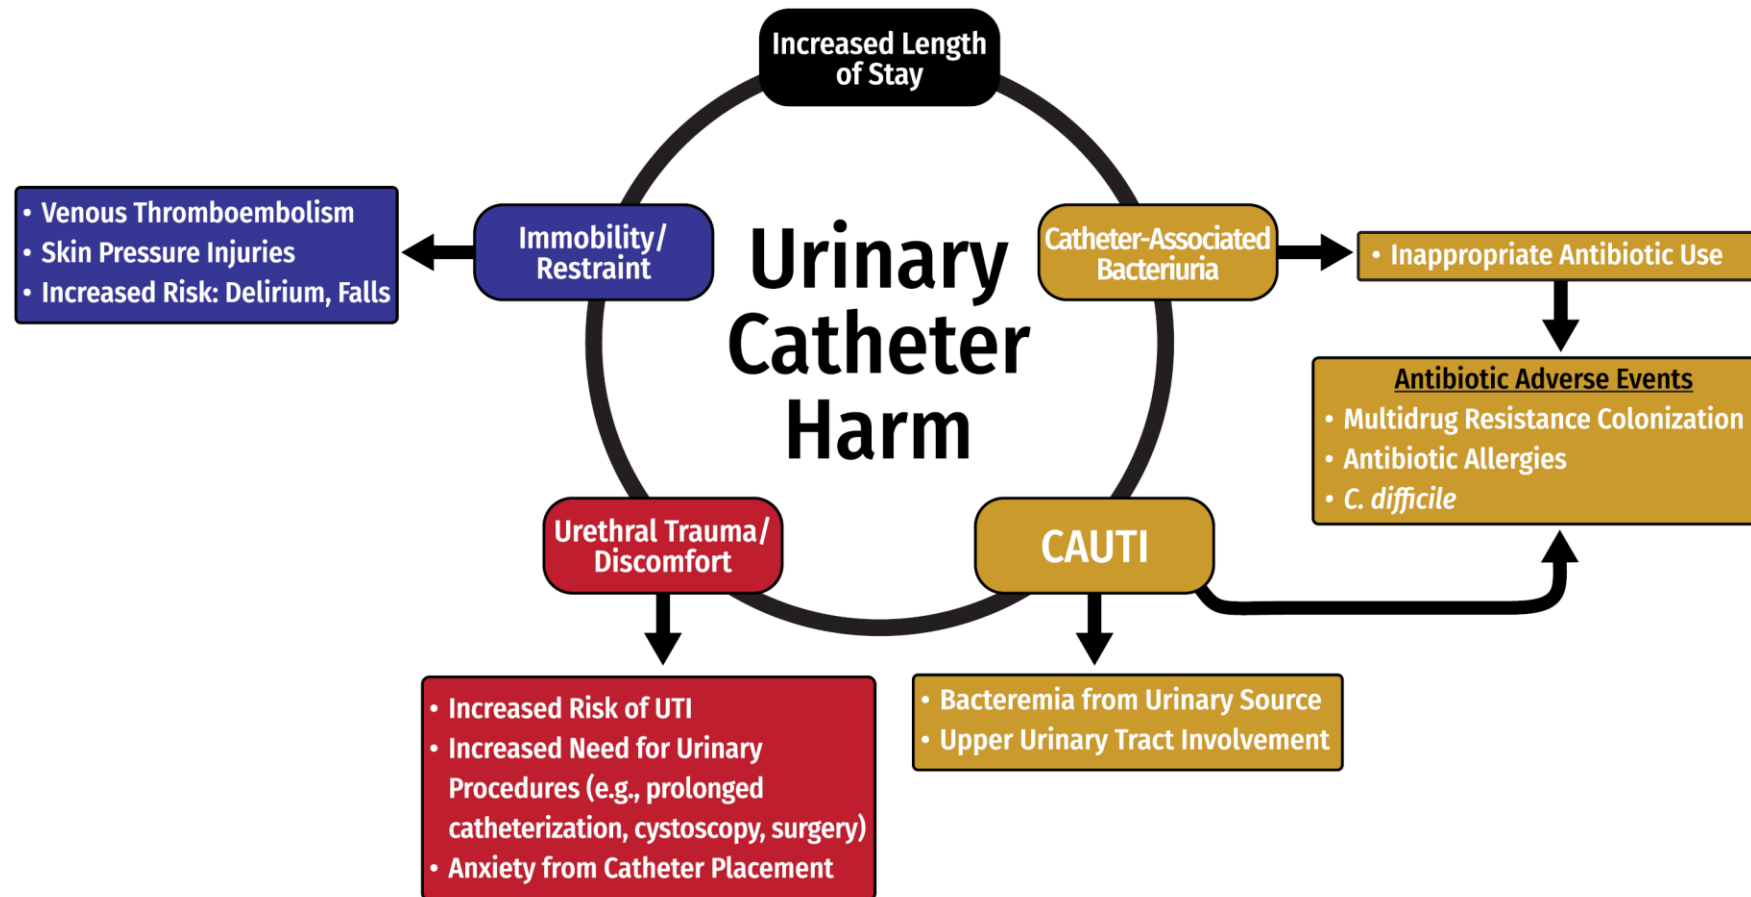 Increased Length
of Stay
• Venous Thromboembolism
• Skin Pressure Injuries
• Increased Risk: Delirium, Falls
Immobility/
Restraint
Urinary
Catheter
Harm
Catheter-Associated
Bacteriuria
• Inappropriate Antibiotic Use
Antibiotic Adverse Events
• Multidrug Resistance Colonization
• Antibiotic Allergies
• C. difficile
Urethral Trauma/
Discomfort
CAUTI
• Increased Risk of UTI
• Increased Need for Urinary
Procedures (e.g., prolonged
catheterization, cystoscopy, surgery)
• Anxiety from Catheter Placement
• Bacteremia from Urinary Source
• Upper Urinary Tract Involvement